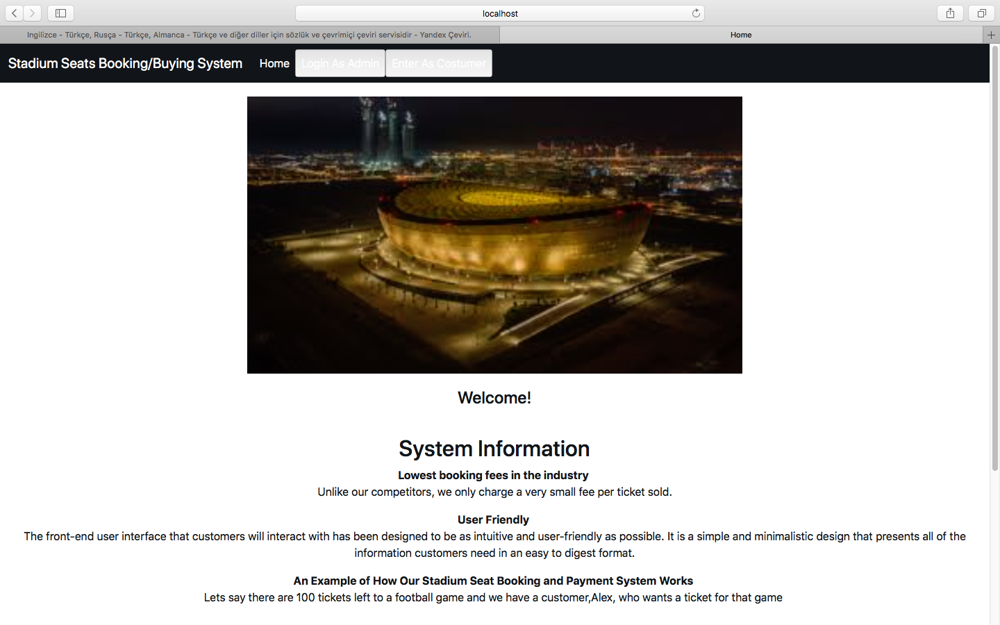 localhost
Ingilizce - Türkçe, Rusça - Türkçe, Almanca - Türkçe ve diğer diller için sözlük ve çevrimiçi çeviri servisidir - Yandex Çeviri.
Home
Stadium Seats Booking/Buying System
Home
Login As Admin
Enter As Costumer
Welcome!
System Information
Lowest booking fees in the industry
Unlike our competitors, we only charge a very small fee per ticket sold.
User Friendly
The front-end user interface that customers will interact with has been designed to be as intuitive and user-friendly as possible. It is a simple and minimalistic design that presents all of the
information customers need in an easy to digest format.
An Example of How Our Stadium Seat Booking and Payment System Works
Lets say there are 100 tickets left to a football game and we have a customer,Alex, who wants a ticket for that game